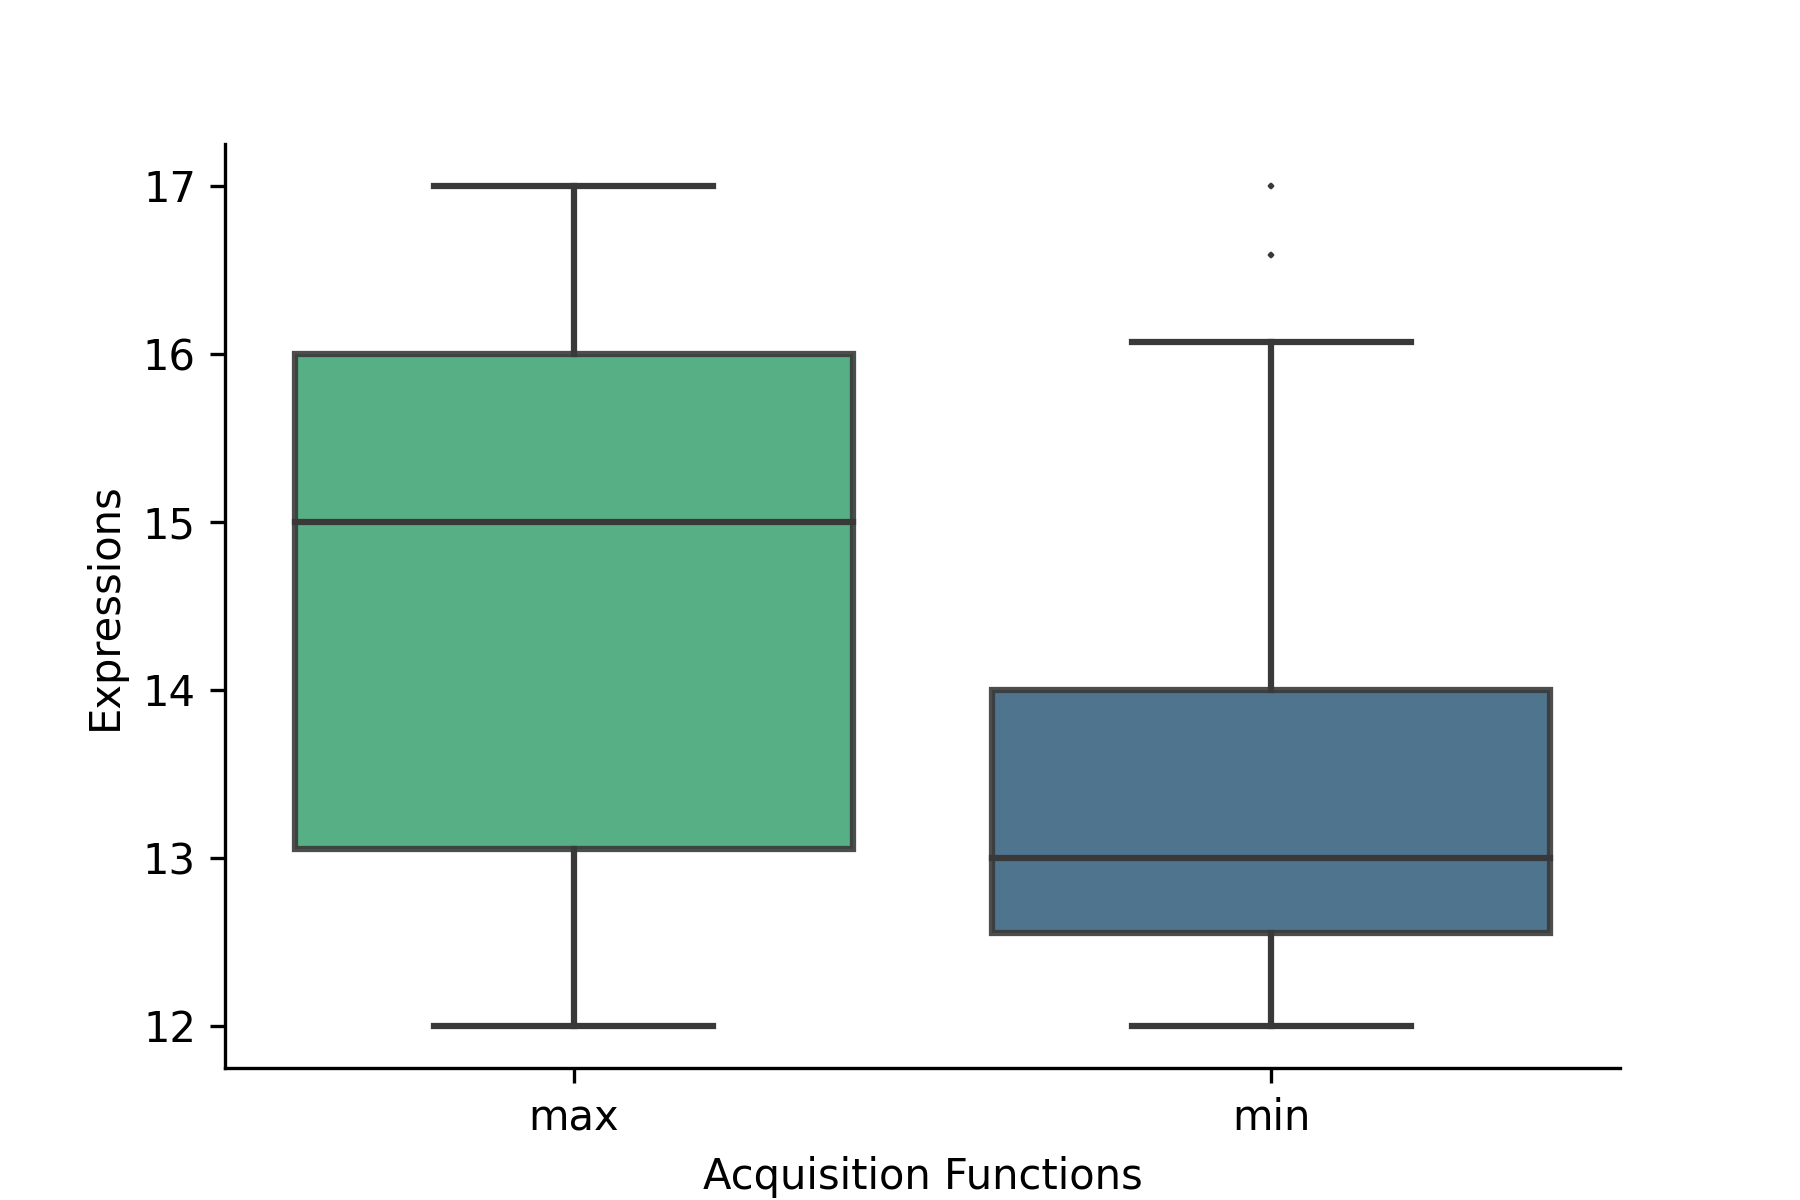 17
16
15
14
13
12
Expressions
max
min
Acquisition Functions